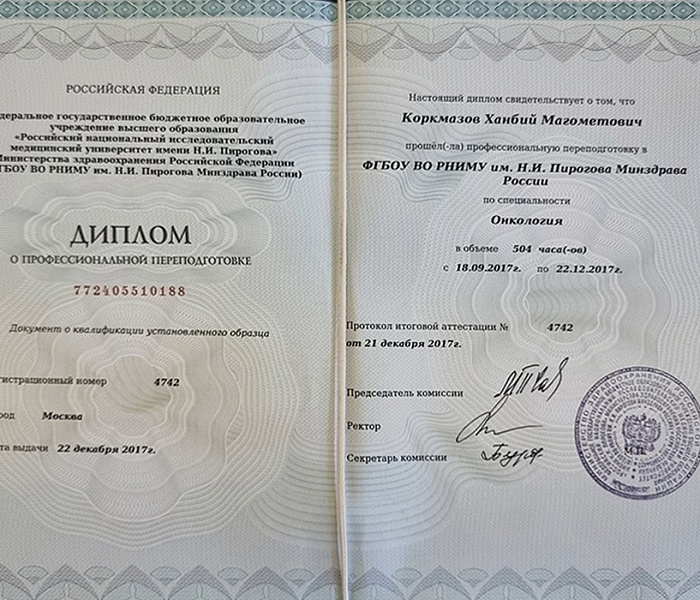 РОССИЙСКАЯ ФЕДЕРАЦИЯ
деральное государственное бюджетное образовательное
учреждение высшего образования
«Российский национальный исследовательский
медицинский университет имени Н.И. Пирогова»
Министерства здравоохранения Российской Федерации
ГБОУ ВО РНИМУ им. Н.И. Пирогова Минздрава России)
ДИПЛОМ
О ПРОФЕССИОНАЛЬНОЙ ПЕРЕПОДГОТОВКЕ
772405510188
Документ о квалификации установленного образца
гистрационный номер 4742
род Москва
та выдачи 22 декабря 2017г.
Настоящий диплом свидетельствует о том, что
Коркмазов Ханбий Магометович
прошёл(-ла) профессиональную переподготовку в
ФГБОУ ВО РНИМУ им. Н.И. Пирогова Минздрава
России
по специальности
Онкология
в объеме 504 часа(-ов)
с 18.09.2017г. по 22.12.2017г.
Протокол итоговой аттестации № 4742
от 21 декабря 2017г.
Председатель комиссии
Ректор
Секретарь комиссии
М.П.